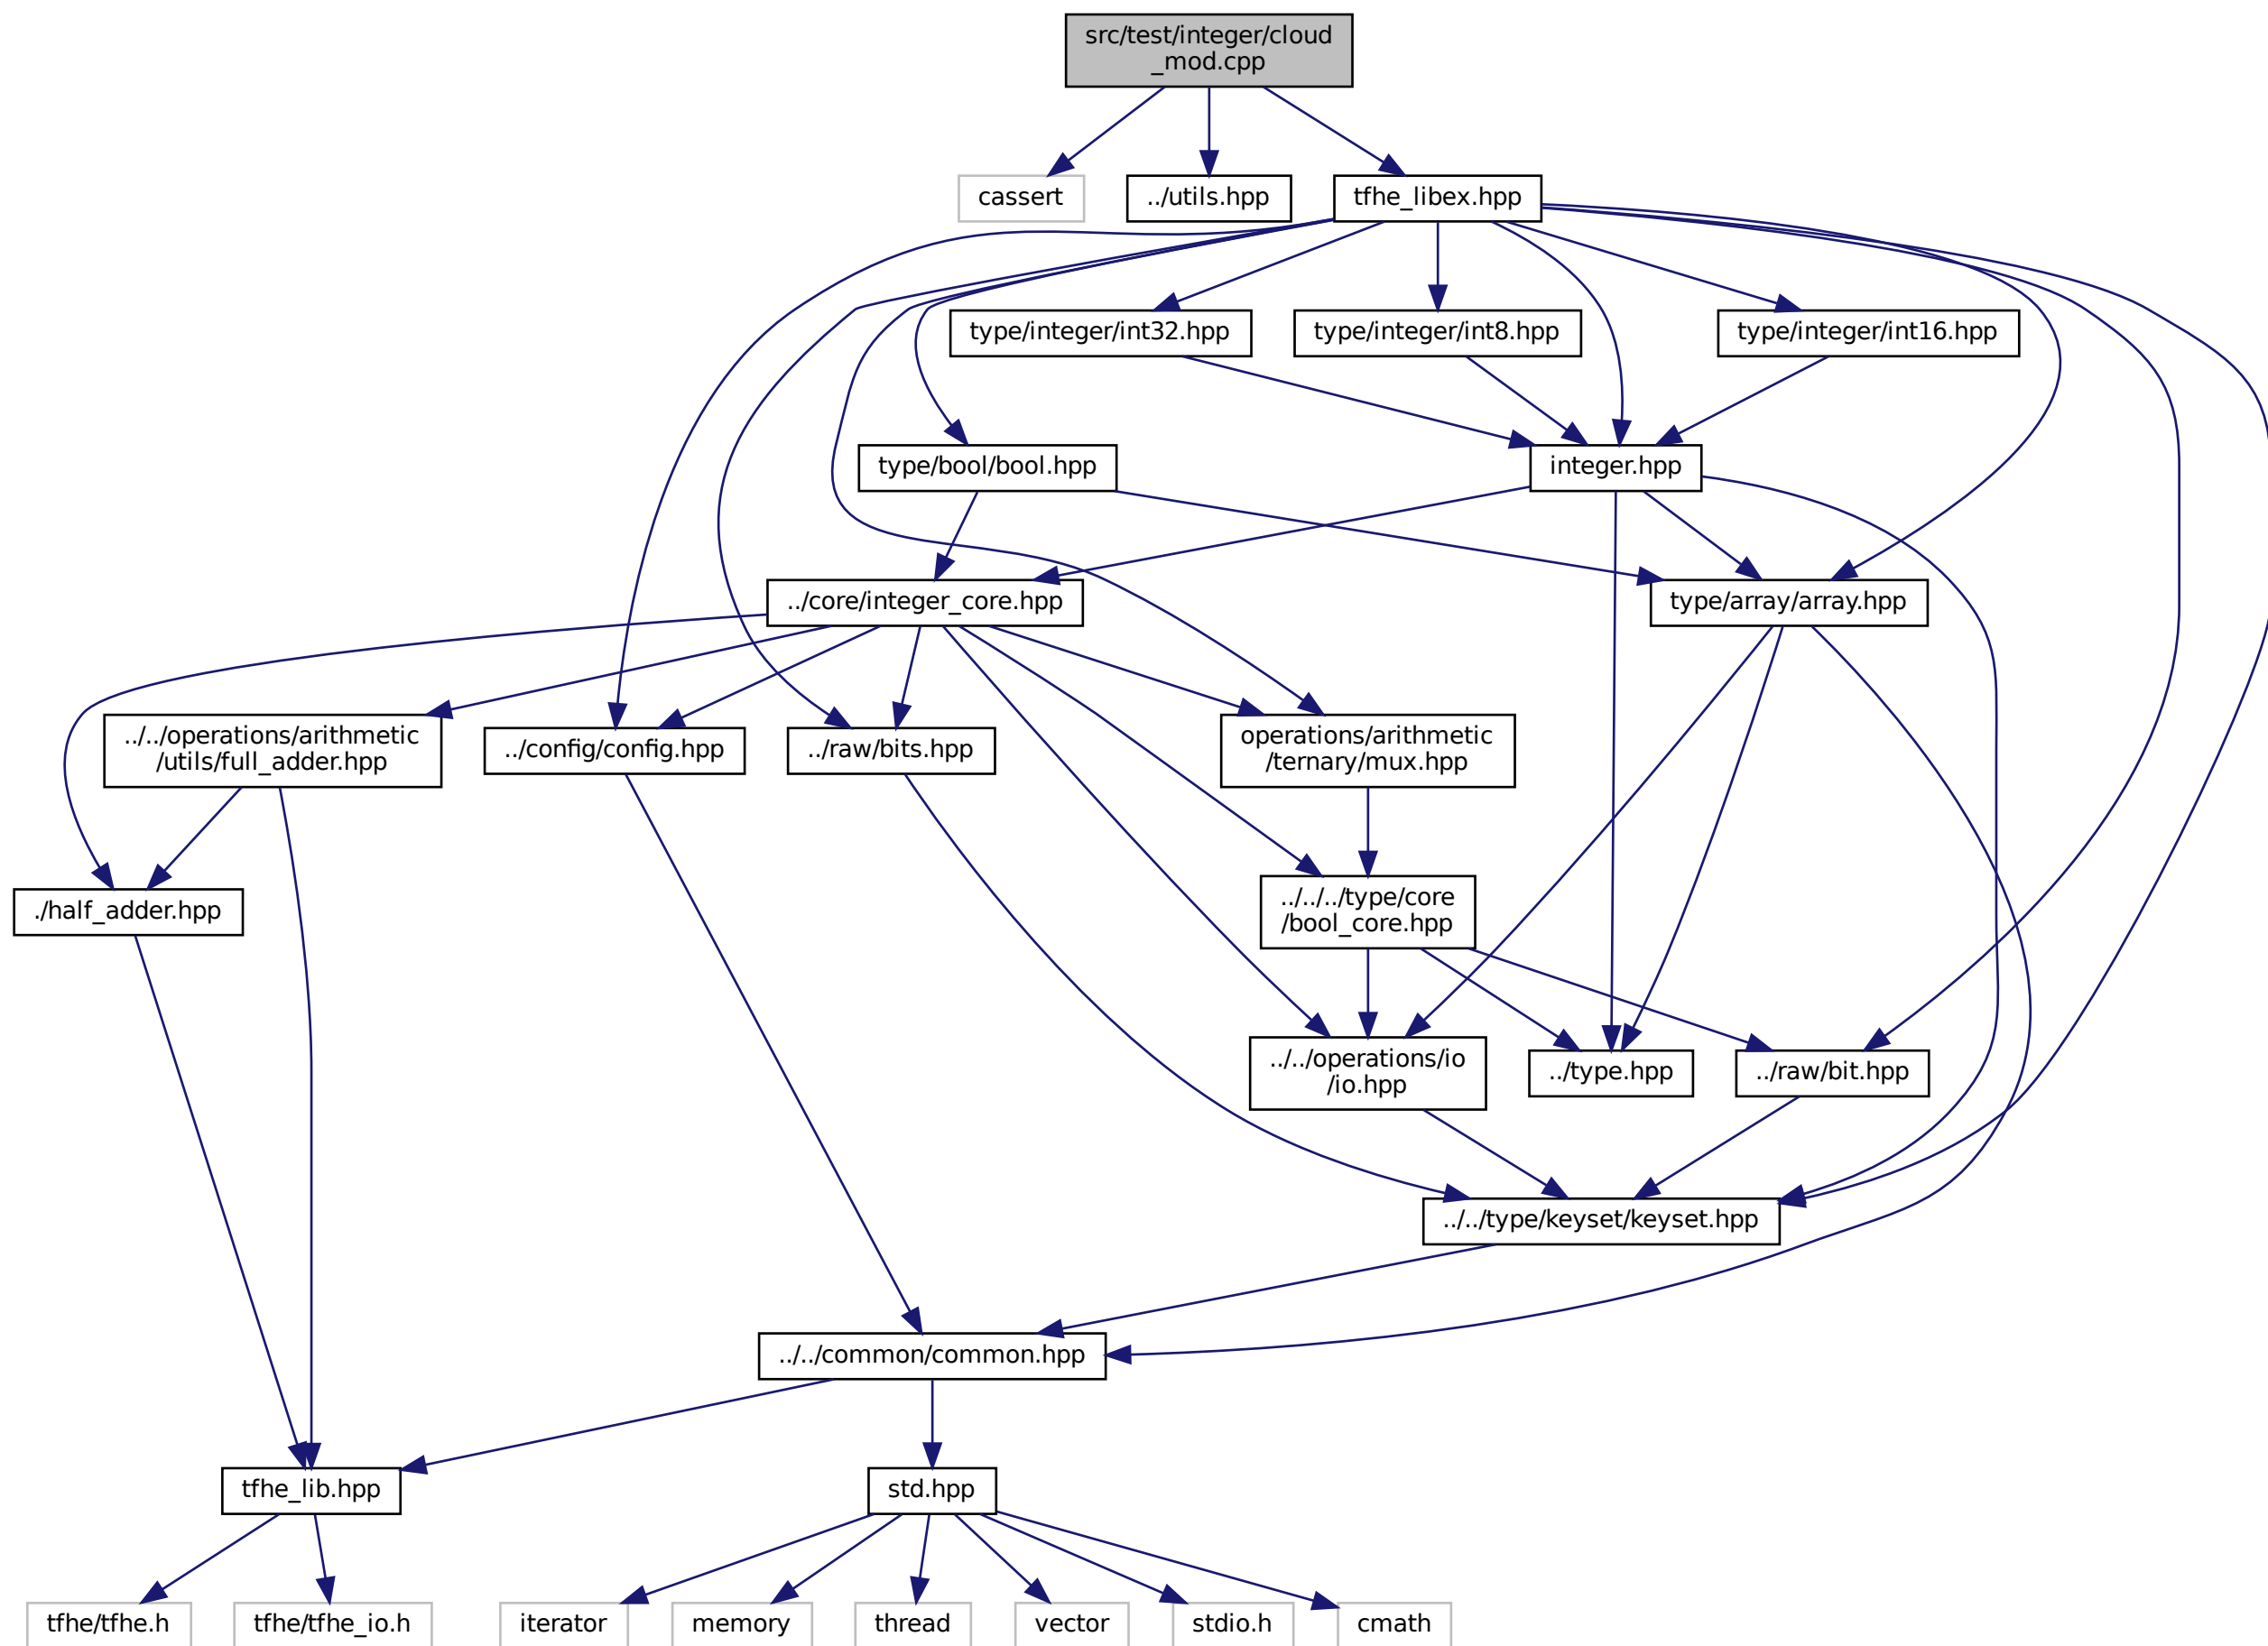 src/test/integer/cloud
_mod.cpp
cassert
../utils.hpp
tfhe_libex.hpp
type/integer/int32.hpp
type/integer/int8.hpp
type/integer/int16.hpp
type/bool/bool.hpp
integer.hpp
../core/integer_core.hpp
type/array/array.hpp
../../operations/arithmetic
/utils/full_adder.hpp
../config/config.hpp
../raw/bits.hpp
operations/arithmetic
/ternary/mux.hpp
./half_adder.hpp
../../../type/core
/bool_core.hpp
../../operations/io
/io.hpp
../type.hpp
../raw/bit.hpp
../../type/keyset/keyset.hpp
../../common/common.hpp
tfhe_lib.hpp
std.hpp
tfhe/tfhe.h
tfhe/tfhe_io.h
iterator
memory
thread
vector
stdio.h
cmath